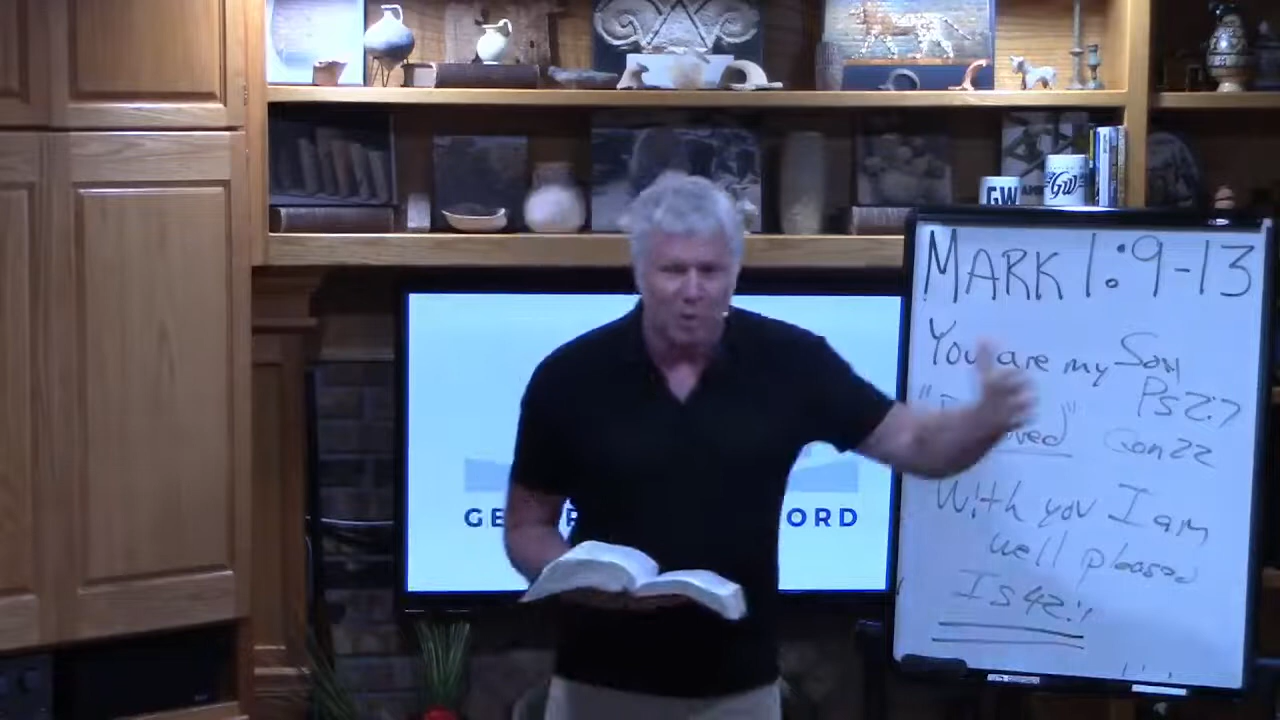 GW
GW
MARK 1:9-13
You are my Son
Ps 2:7
Gen 22
With you I am
well pleased
Is 42:1
GE
ORD